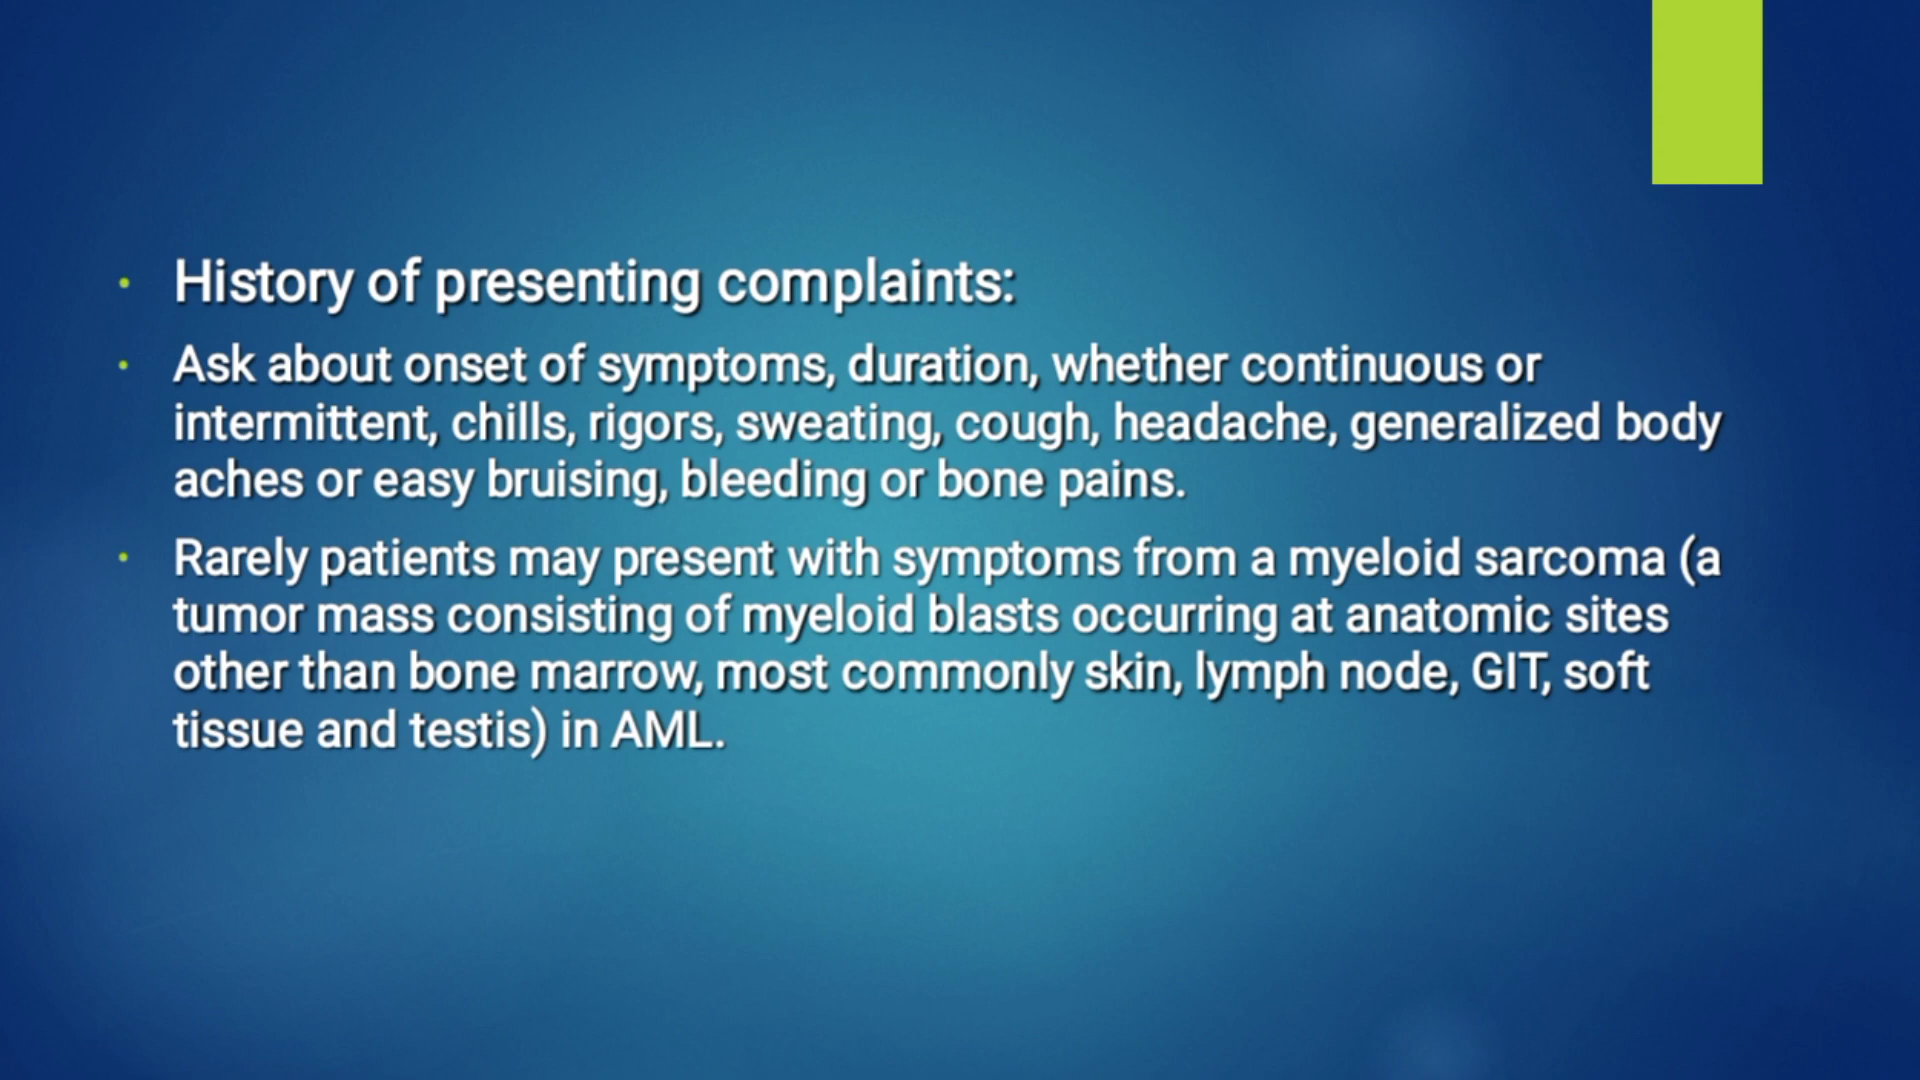 • History of presenting complaints:
• Ask about onset of symptoms, duration, whether continuous or
intermittent, chills, rigors, sweating, cough, headache, generalized body
aches or easy bruising, bleeding or bone pains.
• Rarely patients may present with symptoms from a myeloid sarcoma (a
tumor mass consisting of myeloid blasts occurring at anatomic sites
other than bone marrow, most commonly skin, lymph node, GIT, soft
tissue and testis) in AML.